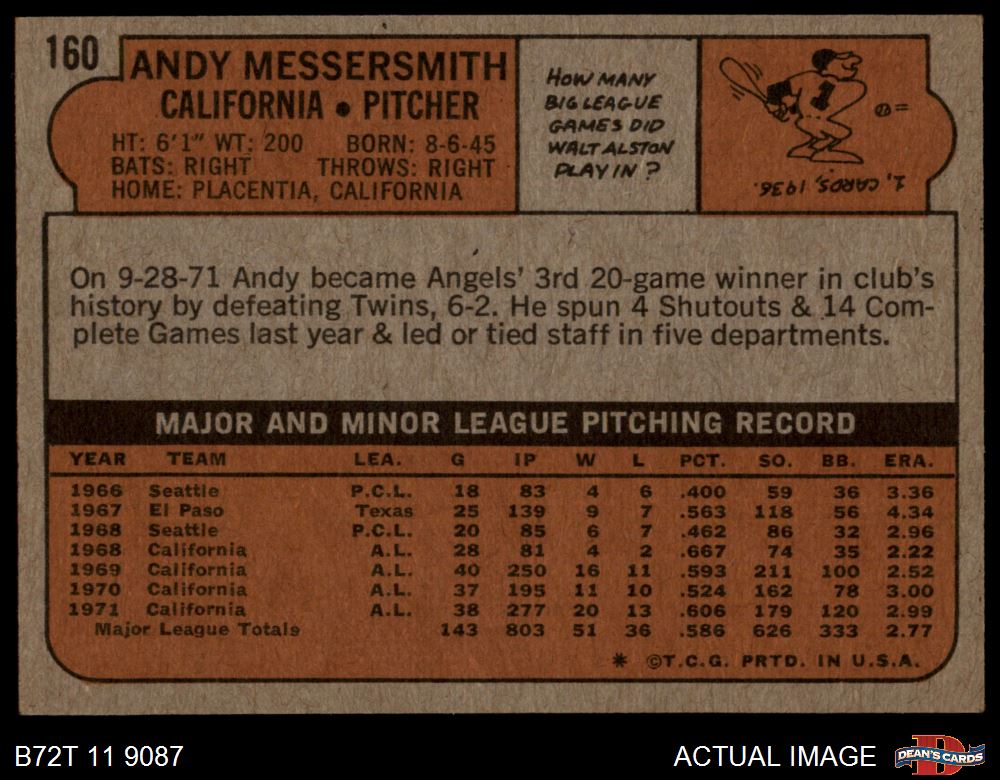 160
ANDY MESSERSMITH
CALIFORNIA • PITCHER
HT: 6'1" WT: 200 BORN: 8-6-45
BATS: RIGHT THROWS: RIGHT
HOME: PLACENTIA, CALIFORNIA
HOW MANY
BIG LEAGUE
GAMES DID
WALT ALSTON
PLAY IN ?
1
1, CARDS, 1936.
On 9-28-71 Andy became Angels' 3rd 20-game winner in club's
history by defeating Twins, 6-2. He spun 4 Shutouts & 14 Com-
plete Games last year & led or tied staff in five departments.
MAJOR AND MINOR LEAGUE PITCHING RECORD
YEAR TEAM LEA. G IP W L PCT. SO. BB. ERA.
1966 Seattle P.C.L. 18 83 4 6 .400 59 36 3.36
1967 El Paso Texas 25 139 9 7 .563 118 56 4.34
1968 Seattle P.C.L. 20 85 6 7 .462 86 32 2.96
1968 California A.L. 28 81 4 2 .667 74 35 2.22
1969 California A.L. 40 250 16 11 .593 211 100 2.52
1970 California A.L. 37 195 11 10 .524 162 78 3.00
1971 California A.L. 38 277 20 13 .606 179 120 2.99
Major League Totals 143 803 51 36 .586 626 333 2.77
* ©T.C.G. PRTD. IN U.S.A.
B72T 11 9087
ACTUAL IMAGE
D
DEAN'S CARDS